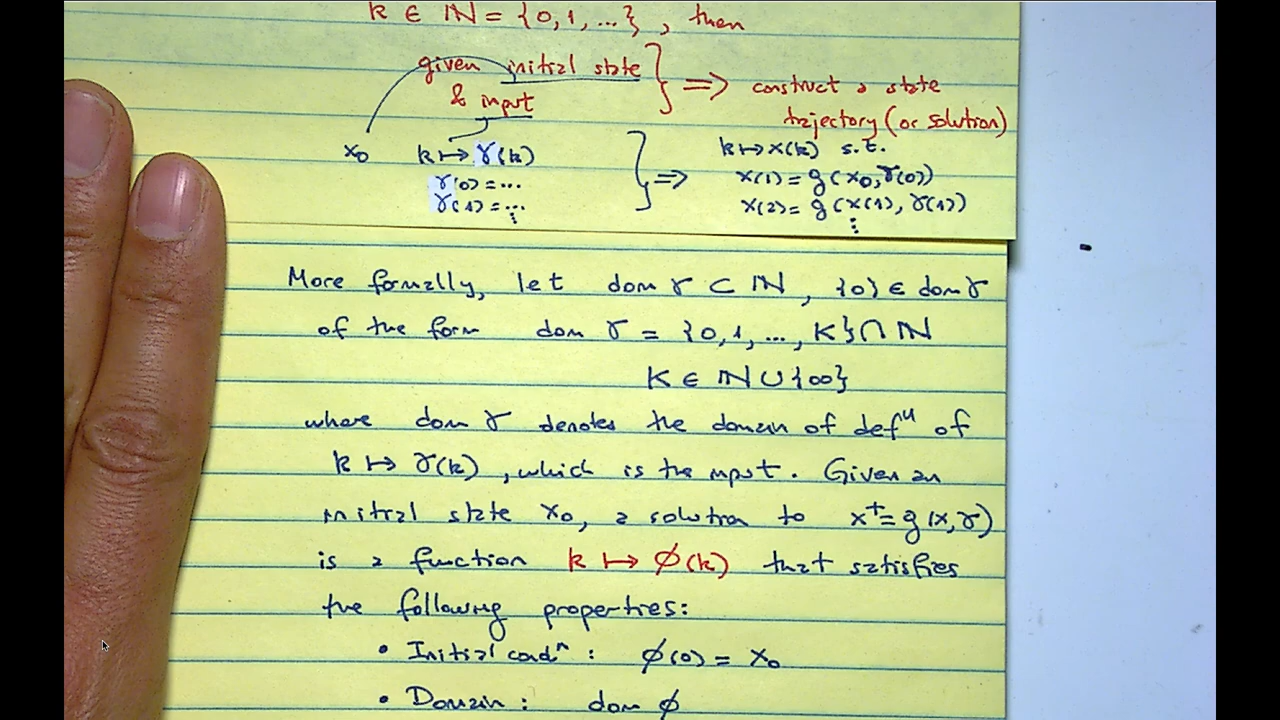 k ∈ ℕ = {0, 1, ...}, then
given initial state
& input
} ⇒ construct a state
trajectory (or solution)
x₀ k ↦ γ(k)
γ(0) = ...
γ(1) = ...
⋮
} ⇒ k ↦ x(k) s.t.
x(1) = g(x₀, γ(0))
x(2) = g(x(1), γ(1))
⋮
More formally, let dom γ ⊂ ℕ, {0} ∈ dom γ
of the form dom γ = {0, 1, ..., K} ∩ ℕ
K ∈ ℕ ∪ {∞}
where dom γ denotes the domain of defⁿ of
k ↦ γ(k), which is the input. Given an
initial state x₀, a solution to x⁺ = g(x, γ)
is a function k ↦ ϕ(k) that satisfies
the following properties:
• Initial condⁿ: ϕ(0) = x₀
• Domain: dom ϕ